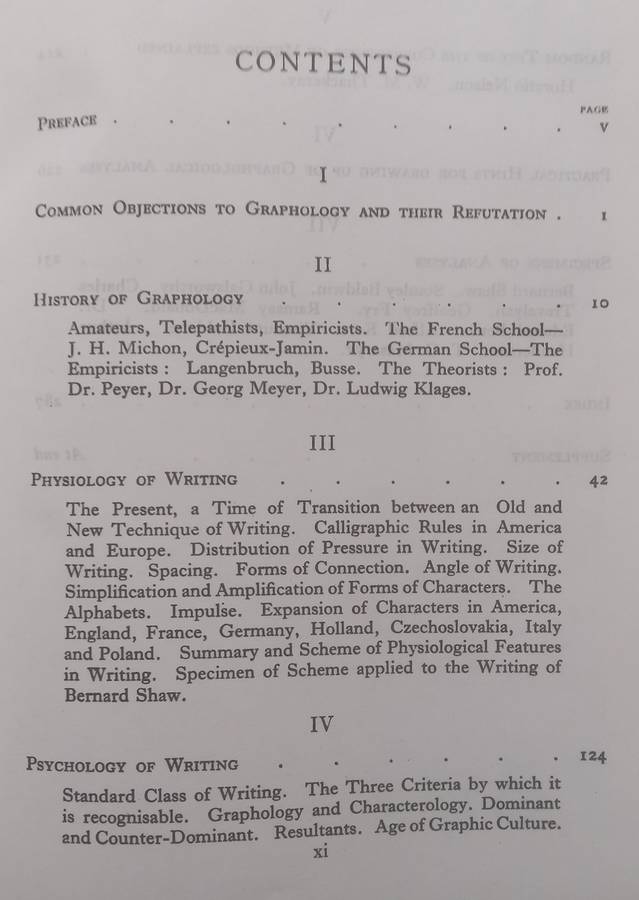 CONTENTS
PAGE
PREFACE . . . . . . . . . V
I
COMMON OBJECTIONS TO GRAPHOLOGY AND THEIR REFUTATION . 1
II
HISTORY OF GRAPHOLOGY . . . . . . 10
Amateurs, Telepathists, Empiricists. The French School—
J. H. Michon, Crépieux-Jamin. The German School—The
Empiricists : Langenbruch, Busse. The Theorists : Prof.
Dr. Peyer, Dr. Georg Meyer, Dr. Ludwig Klages.
III
PHYSIOLOGY OF WRITING . . . . . . 42
The Present, a Time of Transition between an Old and
New Technique of Writing. Calligraphic Rules in America
and Europe. Distribution of Pressure in Writing. Size of
Writing. Spacing. Forms of Connection. Angle of Writing.
Simplification and Amplification of Forms of Characters. The
Alphabets. Impulse. Expansion of Characters in America,
England, France, Germany, Holland, Czechoslovakia, Italy
and Poland. Summary and Scheme of Physiological Features
in Writing. Specimen of Scheme applied to the Writing of
Bernard Shaw.
IV
PSYCHOLOGY OF WRITING . . . . . . 124
Standard Class of Writing. The Three Criteria by which it
is recognisable. Graphology and Characterology. Dominant
and Counter-Dominant. Resultants. Age of Graphic Culture.
xi